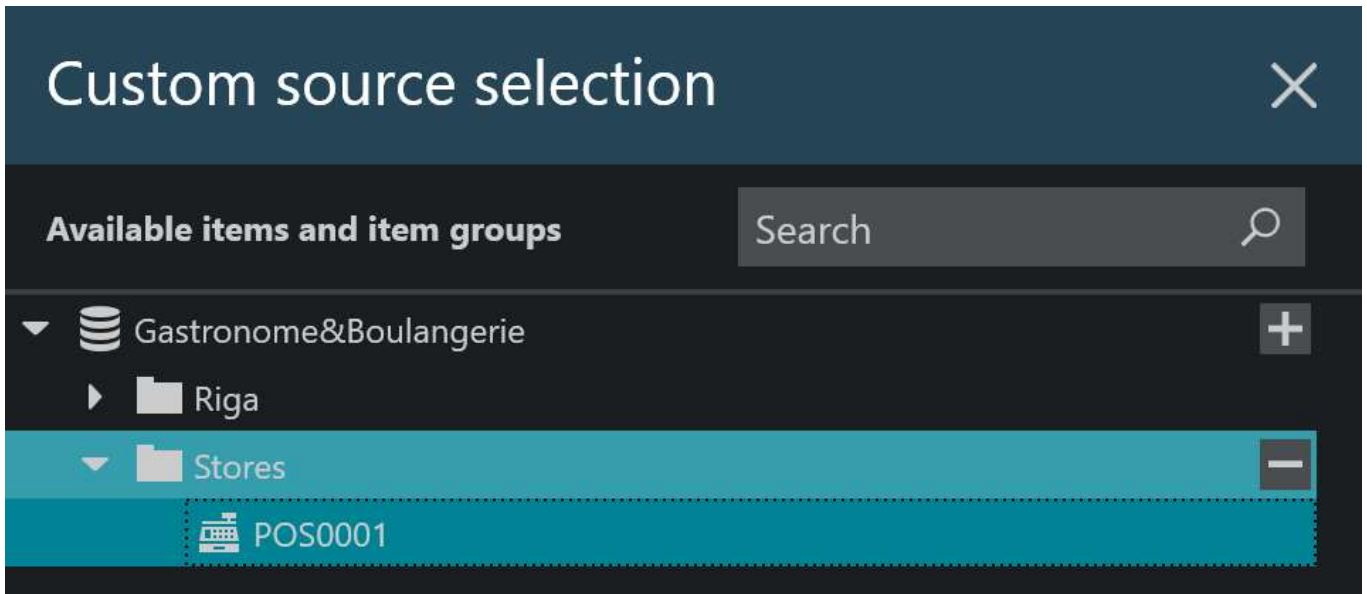 Custom source selection
Available items and item groups
Search
Gastronome&Boulangerie
Riga
Stores
POS0001